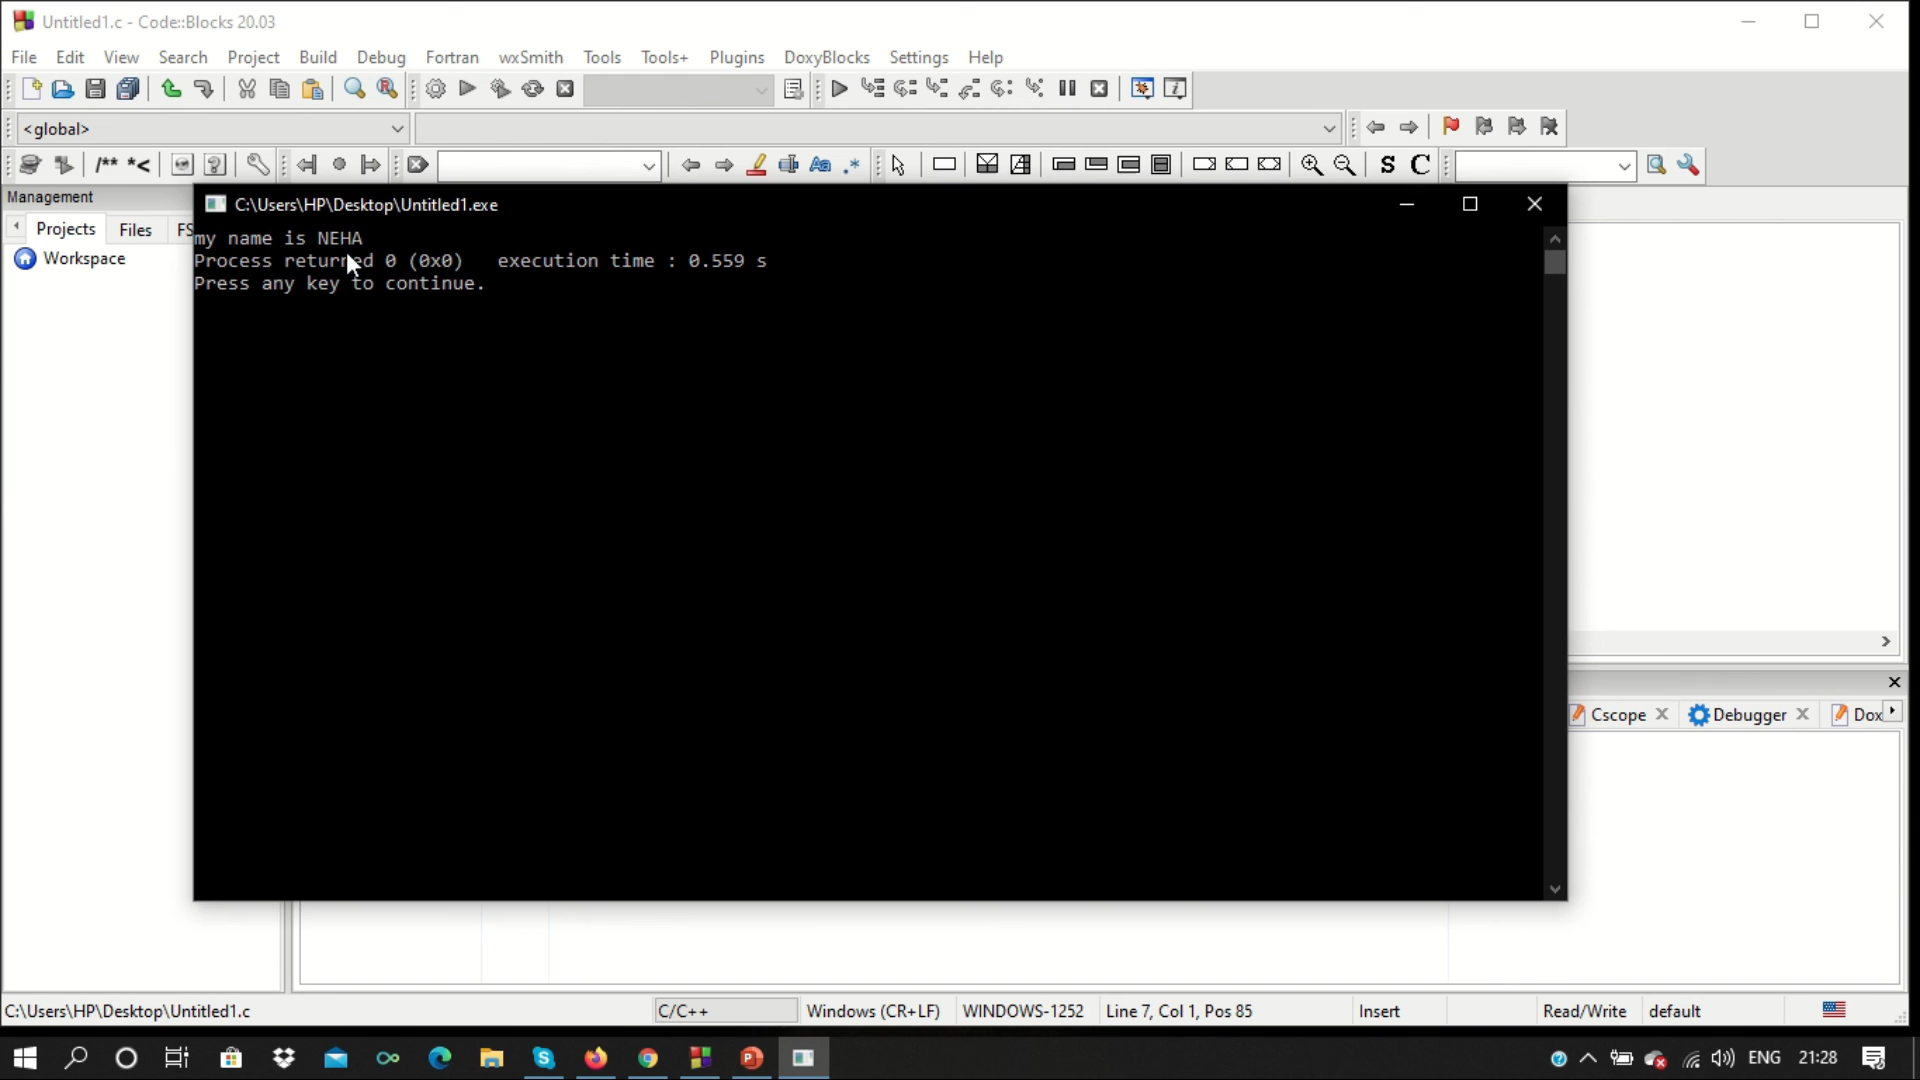 Untitled1.c - Code::Blocks 20.03
File Edit View Search Project Build Debug Fortran wxSmith Tools Tools+ Plugins DoxyBlocks Settings Help
<global>
/** *< Aa .* S C
Management
C:\Users\HP\Desktop\Untitled1.exe
Projects Files FS
my name is NEHA
Workspace
Process returned 0 (0x0) execution time : 0.559 s
Press any key to continue.
Cscope Debugger Dox
C:\Users\HP\Desktop\Untitled1.c C/C++ Windows (CR+LF) WINDOWS-1252 Line 7, Col 1, Pos 85 Insert Read/Write default
ENG 21:28